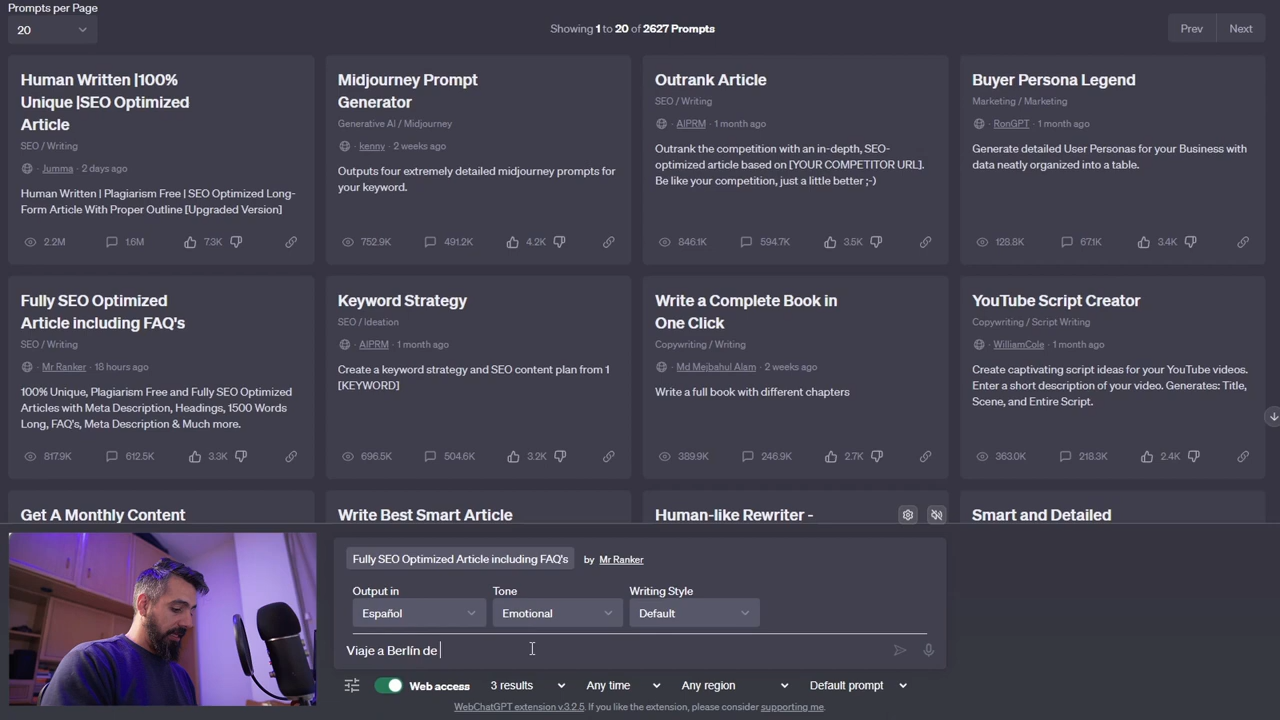 Prompts per Page
20
Showing 1 to 20 of 2627 Prompts
Prev
Next
Human Written |100%
Unique |SEO Optimized
Article
SEO / Writing
· Jumma · 2 days ago
Human Written | Plagiarism Free | SEO Optimized Long-
Form Article With Proper Outline [Upgraded Version]
2.2M 1.6M 7.3K
Midjourney Prompt
Generator
Generative AI / Midjourney
· kenny · 2 weeks ago
Outputs four extremely detailed midjourney prompts for
your keyword.
752.9K 491.2K 4.2K
Outrank Article
SEO / Writing
· AIPRM · 1 month ago
Outrank the competition with an in-depth, SEO-
optimized article based on [YOUR COMPETITOR URL].
Be like your competition, just a little better ;-)
846.1K 594.7K 3.5K
Buyer Persona Legend
Marketing / Marketing
· RonGPT · 1 month ago
Generate detailed User Personas for your Business with
data neatly organized into a table.
128.8K 67.1K 3.4K
Fully SEO Optimized
Article including FAQ's
SEO / Writing
· Mr Ranker · 18 hours ago
100% Unique, Plagiarism Free and Fully SEO Optimized
Articles with Meta Description, Headings, 1500 Words
Long, FAQ's, Meta Description & Much more.
817.9K 612.5K 3.3K
Keyword Strategy
SEO / Ideation
· AIPRM · 1 month ago
Create a keyword strategy and SEO content plan from 1
[KEYWORD]
696.5K 504.6K 3.2K
Write a Complete Book in
One Click
Copywriting / Writing
· Md Mejbahul Alam · 2 weeks ago
Write a full book with different chapters
389.9K 246.9K 2.7K
YouTube Script Creator
Copywriting / Script Writing
· WilliamCole · 1 month ago
Create captivating script ideas for your YouTube videos.
Enter a short description of your video. Generates: Title,
Scene, and Entire Script.
363.0K 218.3K 2.4K
Get A Monthly Content
Write Best Smart Article
Human-like Rewriter -
Smart and Detailed
Fully SEO Optimized Article including FAQ's by Mr Ranker
Output in
Español
Tone
Emotional
Writing Style
Default
Viaje a Berlín de
Web access
3 results
Any time
Any region
Default prompt
WebChatGPT extension v.3.2.5. If you like the extension, please consider supporting me.